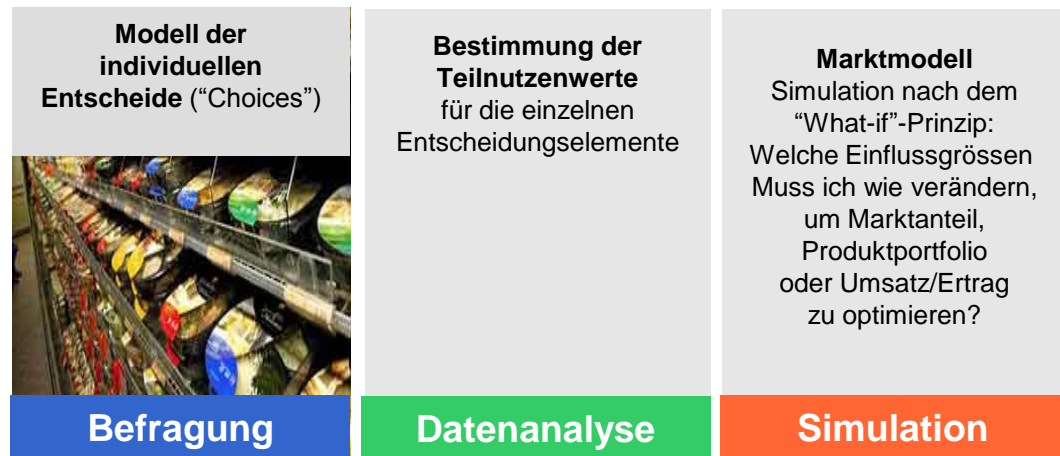 Modell der
individuellen
Entscheide (“Choices”)
Befragung
Bestimmung der
Teilnutzenwerte
für die einzelnen
Entscheidungselemente
Datenanalyse
Marktmodell
Simulation nach dem
“What-if”-Prinzip:
Welche Einflussgrössen
Muss ich wie verändern,
um Marktanteil,
Produktportfolio
oder Umsatz/Ertrag
zu optimieren?
Simulation